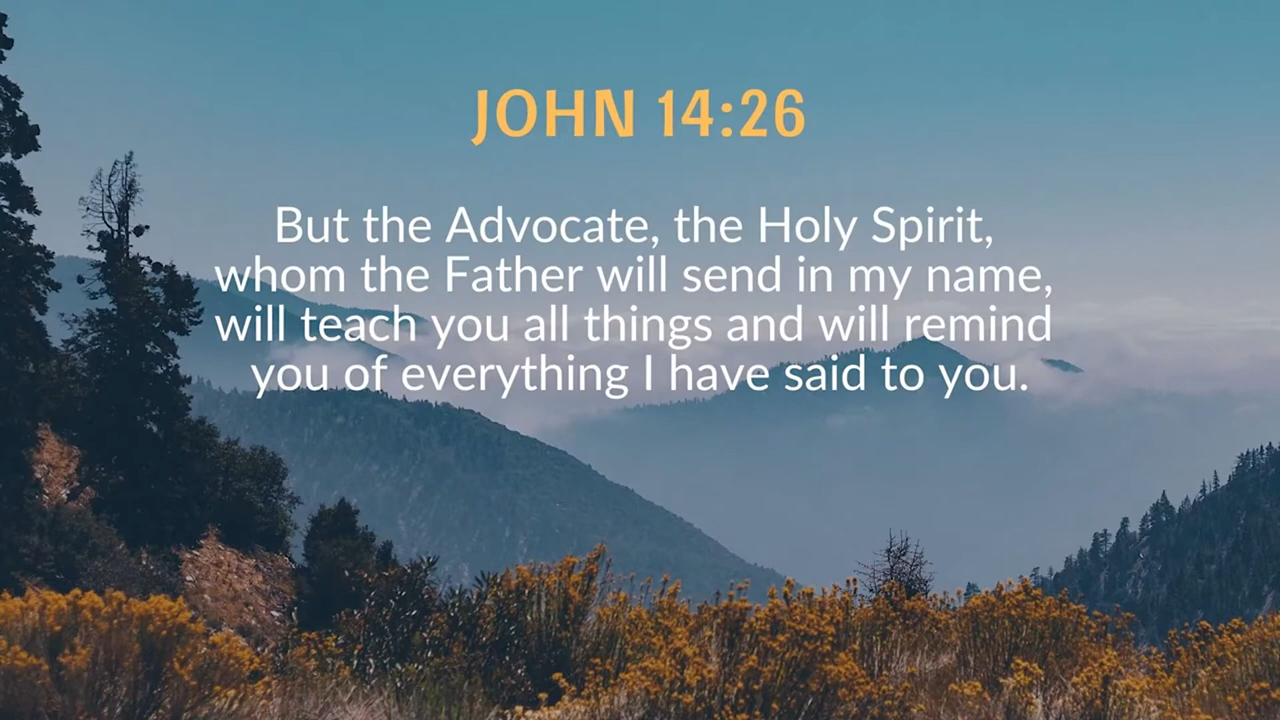 JOHN 14:26
But the Advocate, the Holy Spirit,
whom the Father will send in my name,
will teach you all things and will remind
you of everything I have said to you.